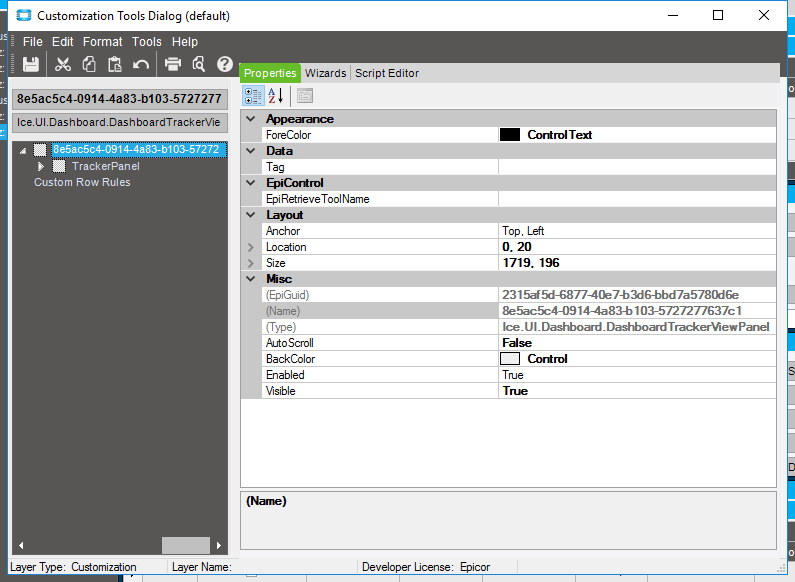 Customization Tools Dialog (default)
File Edit Format Tools Help
Properties Wizards Script Editor
8e5ac5c4-0914-4a83-b103-5727277
Ice.UI.Dashboard.DashboardTrackerVie
8e5ac5c4-0914-4a83-b103-57272
TrackerPanel
Custom Row Rules
Appearance
ForeColor ControlText
Data
Tag
EpiControl
EpiRetrieveToolName
Layout
Anchor Top, Left
Location 0, 20
Size 1719, 196
Misc
(EpiGuid) 2315af5d-6877-40e7-b3d6-bbd7a5780d6e
(Name) 8e5ac5c4-0914-4a83-b103-5727277637c1
(Type) Ice.UI.Dashboard.DashboardTrackerViewPanel
AutoScroll False
BackColor Control
Enabled True
Visible True
(Name)
Layer Type: Customization Layer Name: Developer License: Epicor